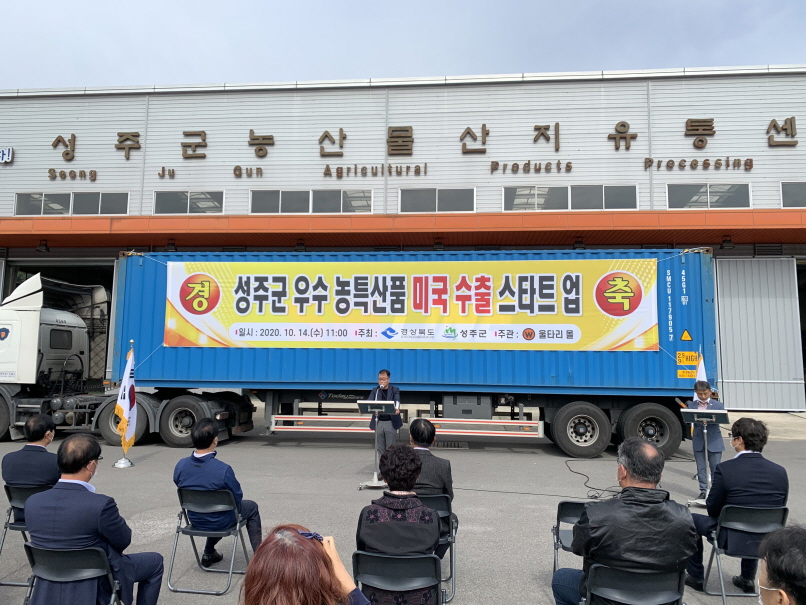 성주군농산물산지유통센
Seong Ju Gun Agricultural Products Processing
경 성주군 우수 농특산품 미국 수출 스타트 업 축
일시 : 2020. 10. 14.(수) 11:00 주최 : 경상북도 성주군 주관 : W 울타리 몰
SMCU 117905
45G1